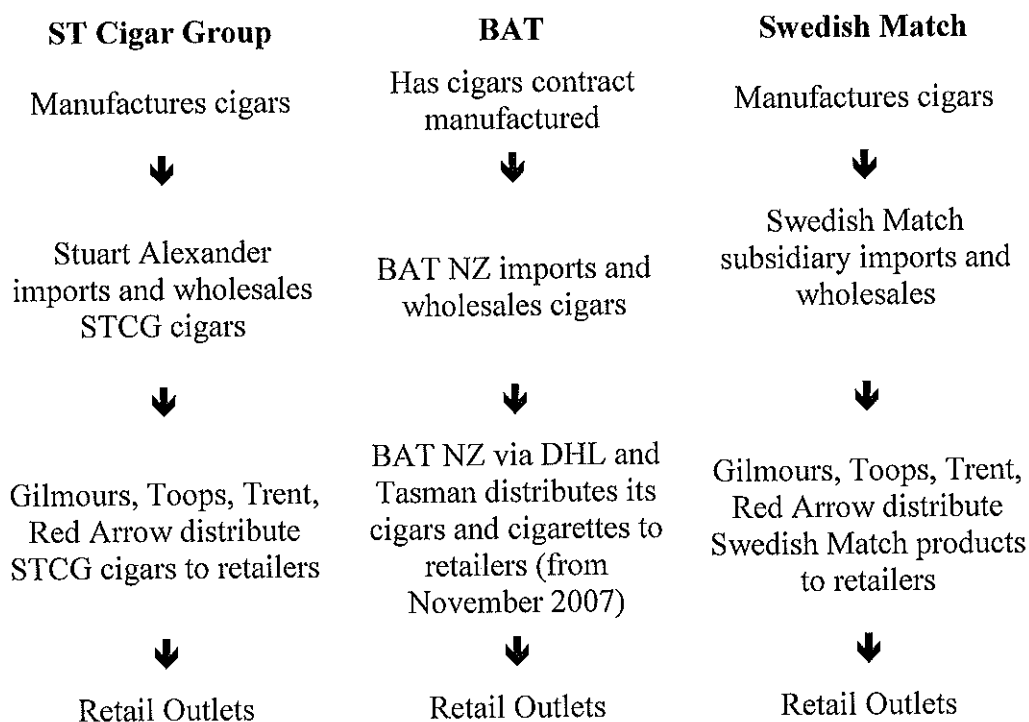 ST Cigar Group
Manufactures cigars
Stuart Alexander
imports and wholesales
STCG cigars
Gilmours, Toops, Trent,
Red Arrow distribute
STCG cigars to retailers
Retail Outlets
BAT
Has cigars contract
manufactured
BAT NZ imports and
wholesales cigars
BAT NZ via DHL and
Tasman distributes its
cigars and cigarettes to
retailers (from
November 2007)
Retail Outlets
Swedish Match
Manufactures cigars
Swedish Match
subsidiary imports and
wholesales
Gilmours, Toops, Trent,
Red Arrow distribute
Swedish Match products
to retailers
Retail Outlets